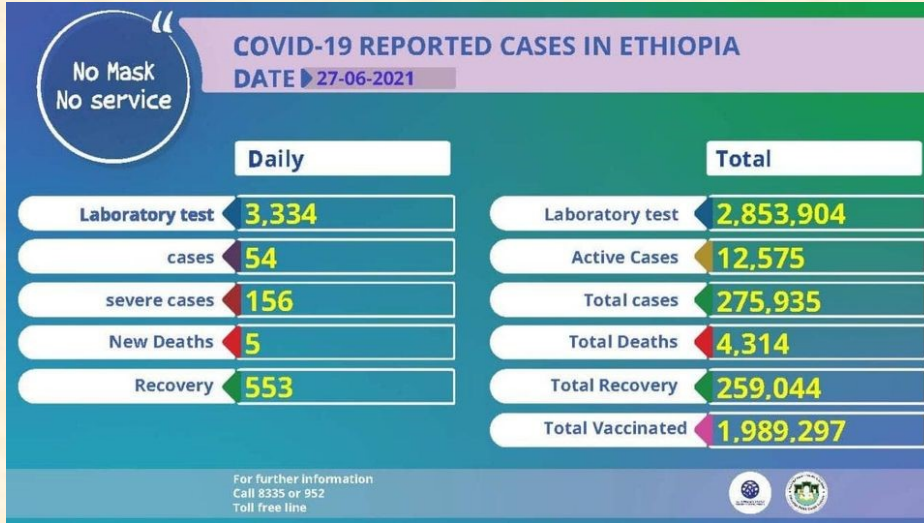 No Mask
No service
COVID-19 REPORTED CASES IN ETHIOPIA
DATE 27-06-2021
Daily
Laboratory test 3,334
cases 54
severe cases 156
New Deaths 5
Recovery 553
Total
Laboratory test 2,853,904
Active Cases 12,575
Total cases 275,935
Total Deaths 4,314
Total Recovery 259,044
Total Vaccinated 1,989,297
For further information
Call 8335 or 952
Toll free line